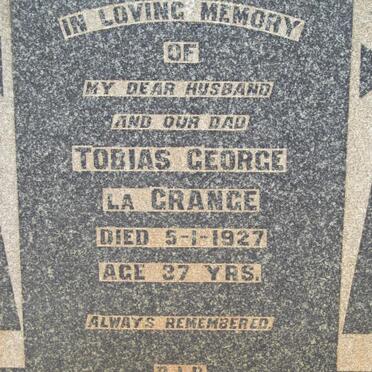 IN LOVING MEMORY
OF
MY DEAR HUSBAND
AND OUR DAD
TOBIAS GEORGE
LA GRANGE
DIED 5-1-1927
AGE 37 YRS.
ALWAYS REMEMBERED.
R.I.P.